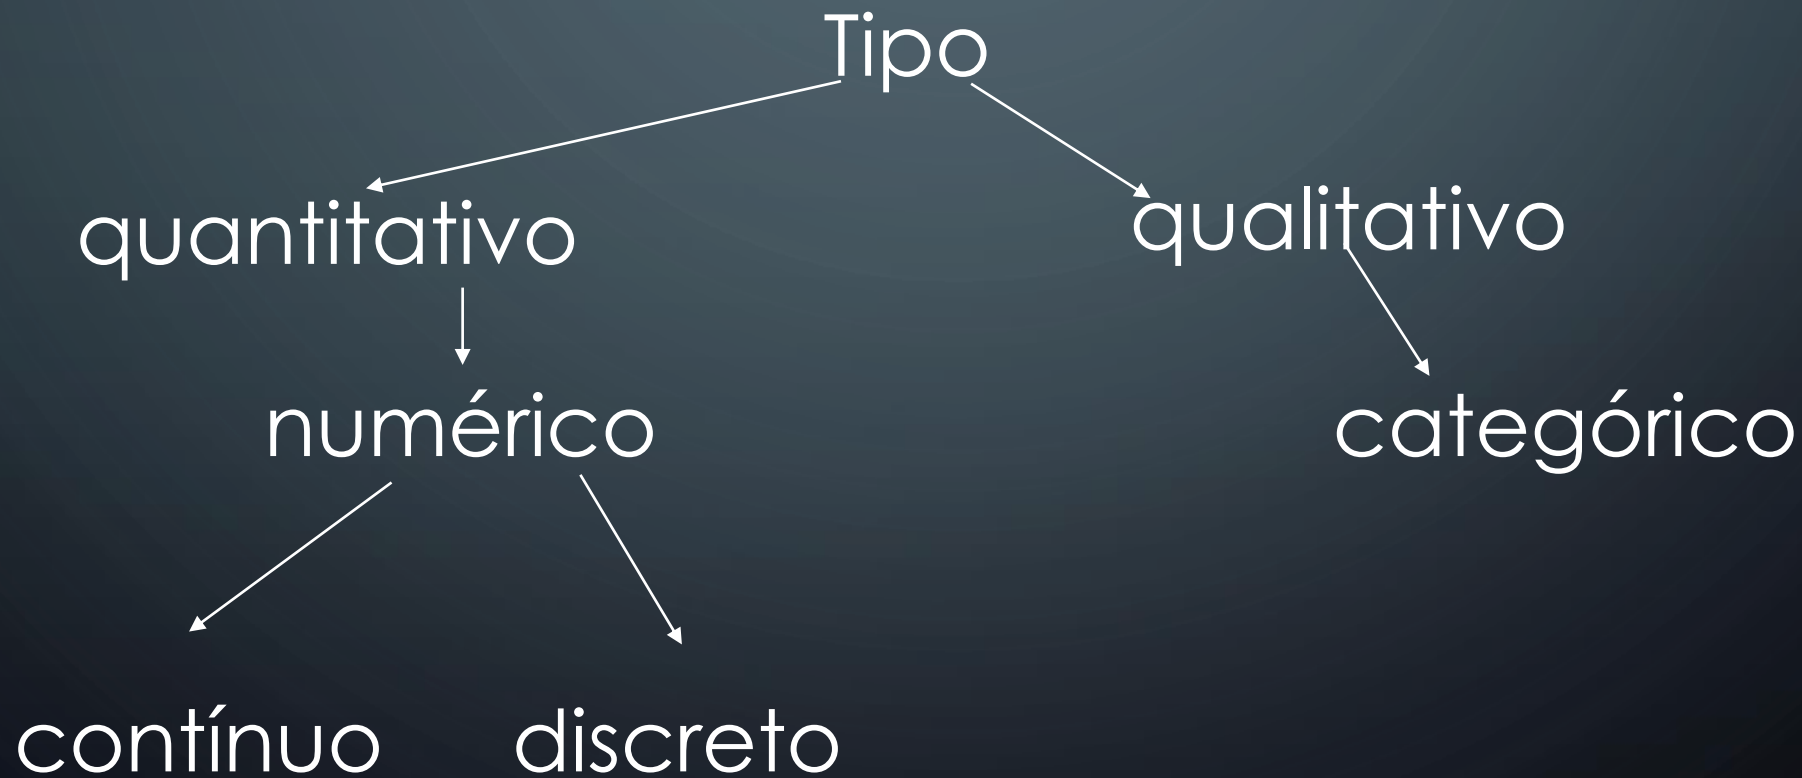 Tipo
quantitativo
qualitativo
numérico
categórico
contínuo
discreto